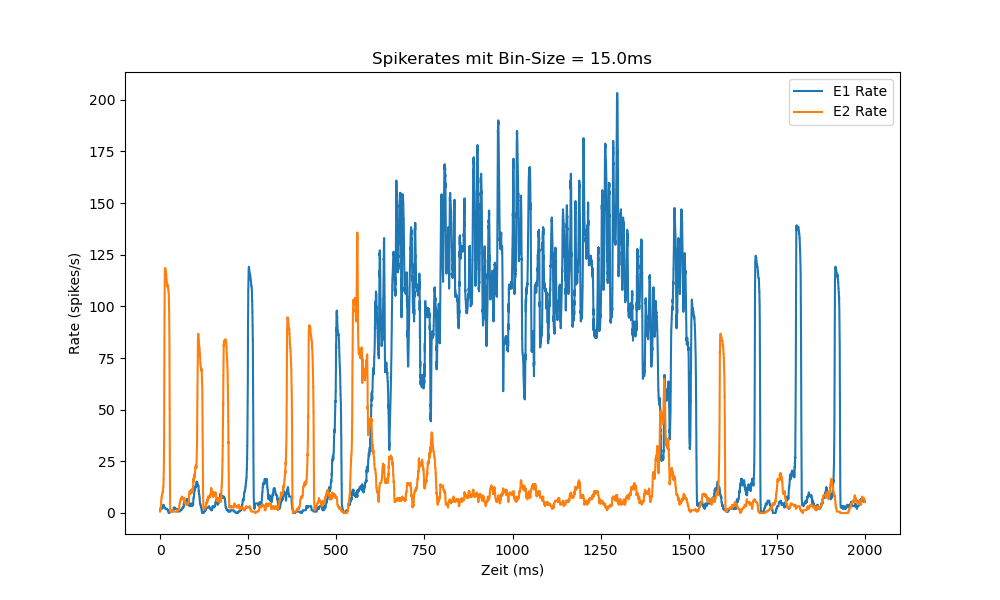 Spikerates mit Bin-Size = 15.0ms
E1 Rate
E2 Rate
200
175
150
125
100
75
50
25
0
Rate (spikes/s)
0 250 500 750 1000 1250 1500 1750 2000
Zeit (ms)